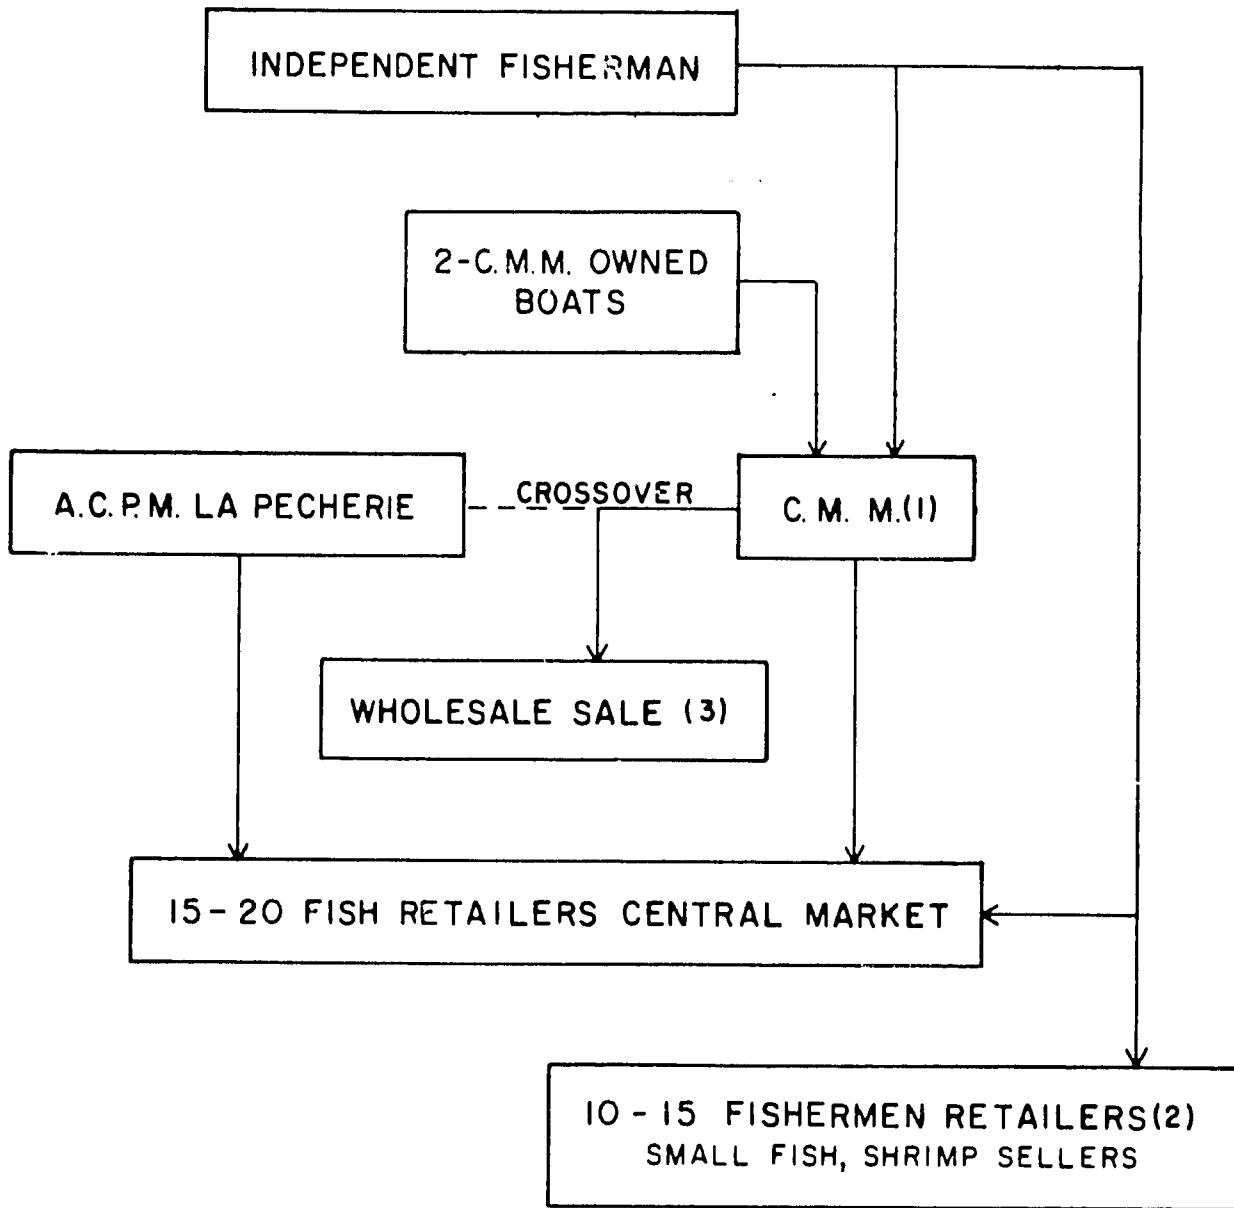 INDEPENDENT FISHERMAN
2-C.M.M. OWNED
BOATS
A.C.P.M. LA PECHERIE
CROSSOVER
C. M. M.(1)
WHOLESALE SALE (3)
15-20 FISH RETAILERS CENTRAL MARKET
10-15 FISHERMEN RETAILERS(2)
SMALL FISH, SHRIMP SELLERS